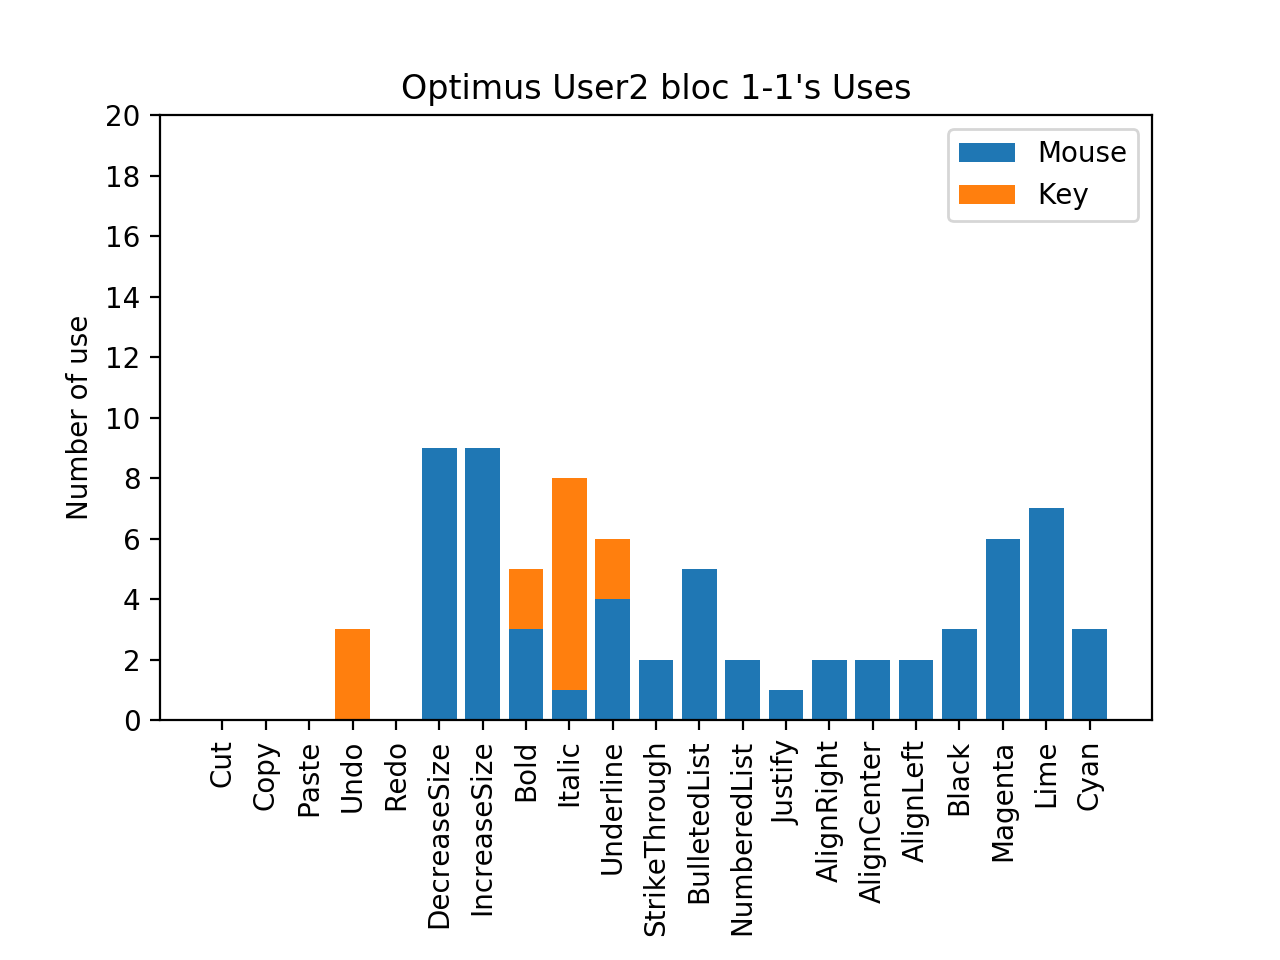 Optimus User2 bloc 1-1's Uses
Mouse
Key
Number of use
20
18
16
14
12
10
8
6
4
2
0
Cut
Copy
Paste
Undo
Redo
DecreaseSize
IncreaseSize
Bold
Italic
Underline
StrikeThrough
BulletedList
NumberedList
Justify
AlignRight
AlignCenter
AlignLeft
Black
Magenta
Lime
Cyan